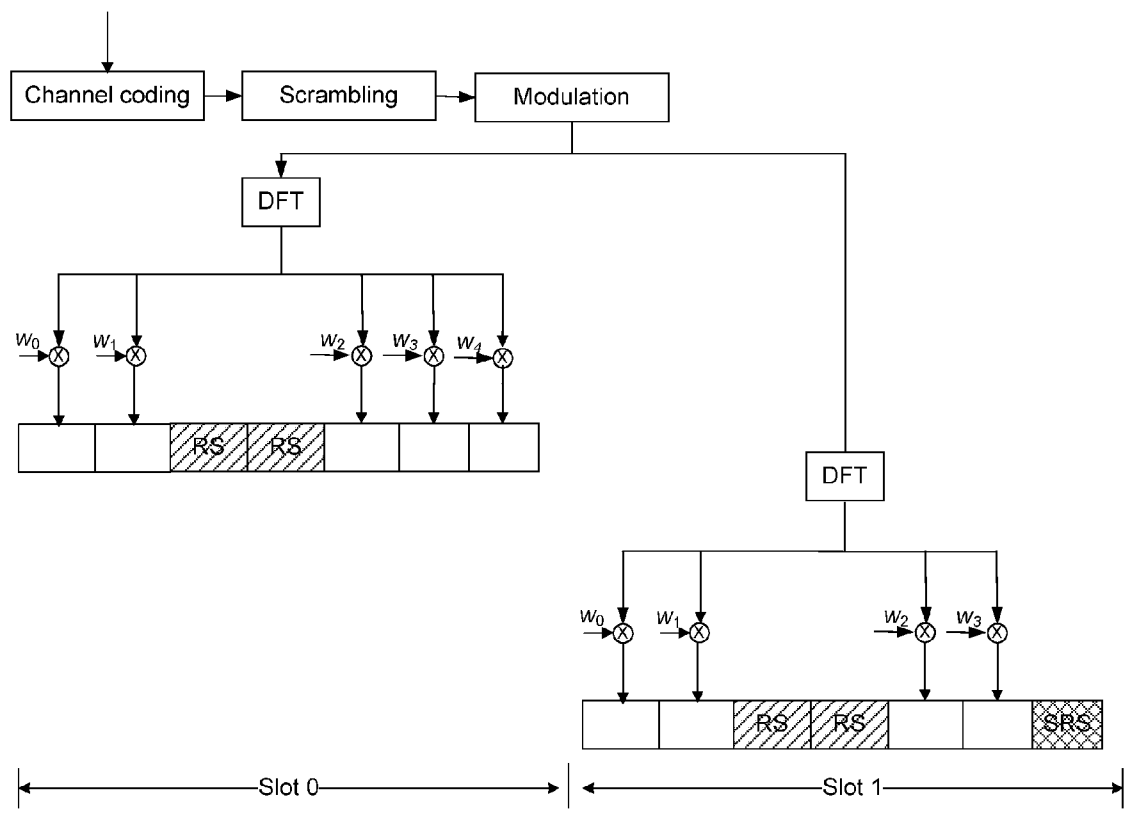 Channel coding
Scrambling
Modulation
DFT
w0
w1
w2
w3
w4
RS
RS
DFT
w0
w1
w2
w3
RS
RS
SRS
Slot 0
Slot 1